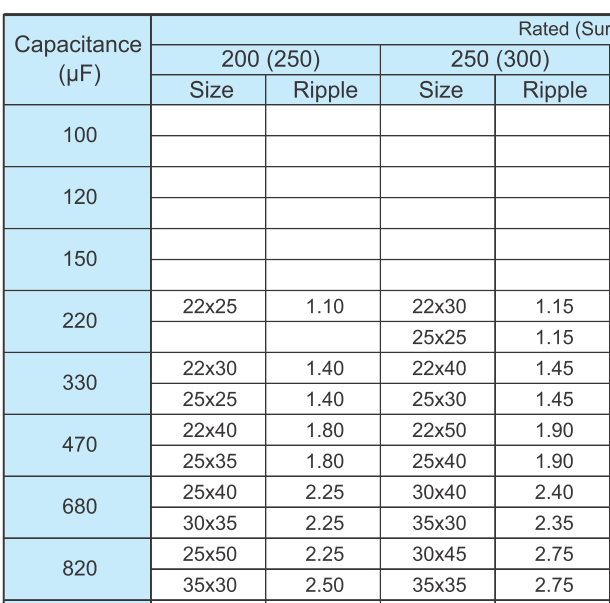 Capacitance
(μF)
Rated (Sur
200 (250) 250 (300)
Size Ripple Size Ripple
100
120
150
220
22x25 1.10 22x30 1.15
25x25 1.15
330
22x30 1.40 22x40 1.45
25x25 1.40 25x30 1.45
470
22x40 1.80 22x50 1.90
25x35 1.80 25x40 1.90
680
25x40 2.25 30x40 2.40
30x35 2.25 35x30 2.35
820
25x50 2.25 30x45 2.75
35x30 2.50 35x35 2.75